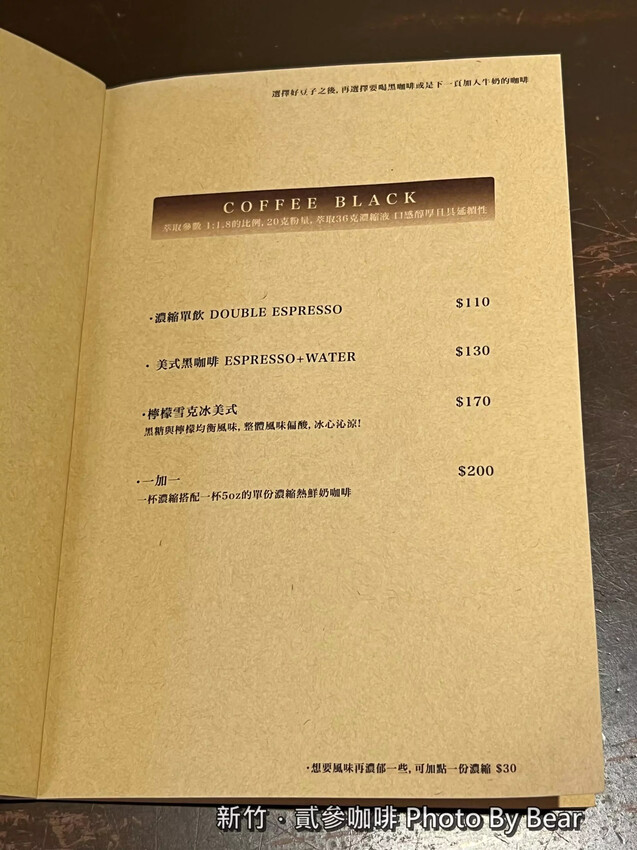 選擇好豆子之後, 再選擇要喝黑咖啡或是下一頁加入牛奶的咖啡
COFFEE BLACK
萃取參數 1:1.8的比例, 20克粉量, 萃取36克濃縮液 口感醇厚且具延續性
·濃縮單飲 DOUBLE ESPRESSO $110
· 美式黑咖啡 ESPRESSO+WATER $130
·檸檬雪克冰美式 $170
黑糖與檸檬均衡風味, 整體風味偏酸, 冰心沁涼!
·一加一 $200
一杯濃縮搭配一杯5oz的單份濃縮熱鮮奶咖啡
·想要風味再濃郁一些, 可加點一份濃縮 $30
新竹·貳參咖啡 Photo By Bear